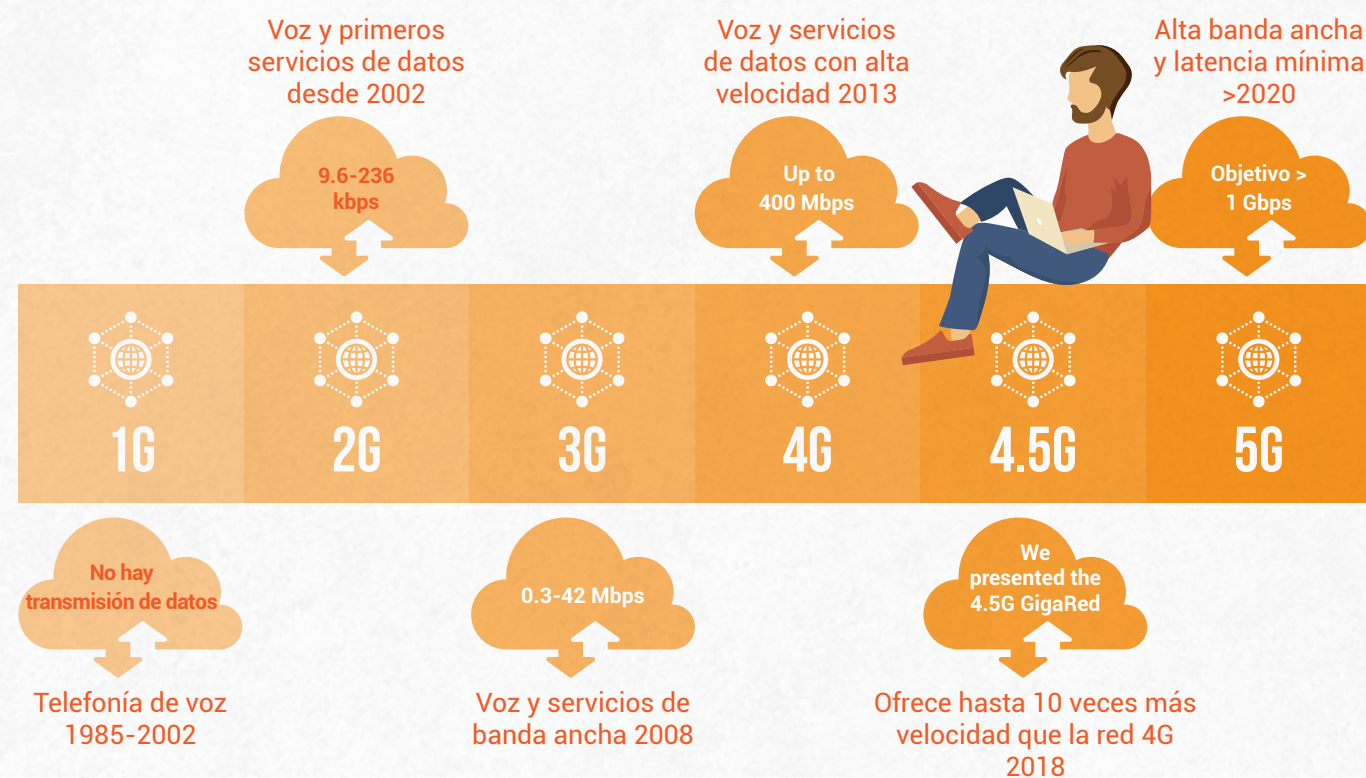 Voz y primeros
servicios de datos
desde 2002
9.6-236
kbps
Voz y servicios
de datos con alta
velocidad 2013
Up to
400 Mbps
Alta banda ancha
y latencia mínima
>2020
Objetivo >
1 Gbps
1G
2G
3G
4G
4.5G
5G
No hay
transmisión de datos
Telefonía de voz
1985-2002
0.3-42 Mbps
Voz y servicios de
banda ancha 2008
We
presented the
4.5G GigaRed
Ofrece hasta 10 veces más
velocidad que la red 4G
2018